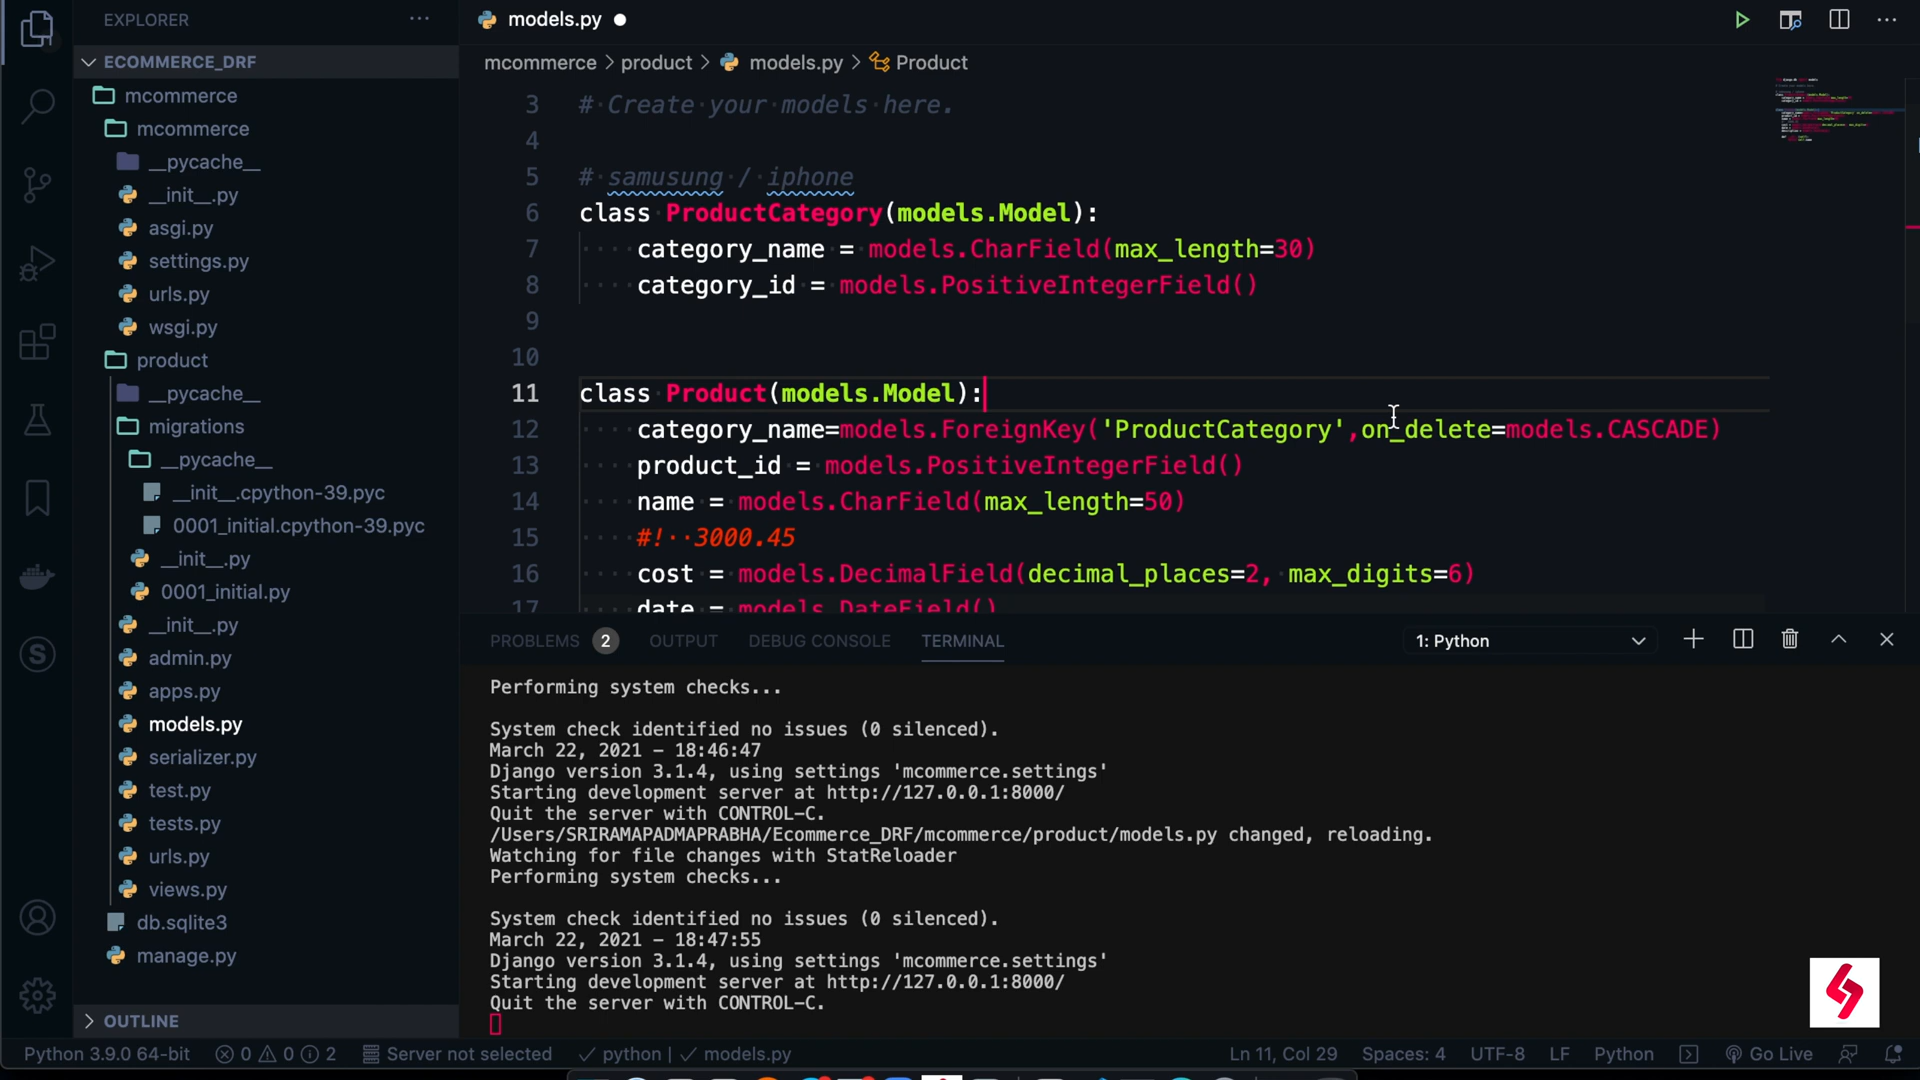 EXPLORER
ECOMMERCE_DRF
mcommerce
mcommerce
__pycache__
__init__.py
asgi.py
settings.py
urls.py
wsgi.py
product
__pycache__
migrations
__pycache__
__init__.cpython-39.pyc
0001_initial.cpython-39.pyc
__init__.py
0001_initial.py
__init__.py
admin.py
apps.py
models.py
serializer.py
test.py
tests.py
urls.py
views.py
db.sqlite3
manage.py
OUTLINE
models.py
mcommerce > product > models.py > Product
3 # Create your models here.
4
5 # samusung / iphone
6 class ProductCategory(models.Model):
7 category_name = models.CharField(max_length=30)
8 category_id = models.PositiveIntegerField()
9
10
11 class Product(models.Model):
12 category_name=models.ForeignKey('ProductCategory',on_delete=models.CASCADE)
13 product_id = models.PositiveIntegerField()
14 name = models.CharField(max_length=50)
15 #! 3000.45
16 cost = models.DecimalField(decimal_places=2, max_digits=6)
17 date = models.DateField()
PROBLEMS 2 OUTPUT DEBUG CONSOLE TERMINAL 1: Python
Performing system checks...
System check identified no issues (0 silenced).
March 22, 2021 - 18:46:47
Django version 3.1.4, using settings 'mcommerce.settings'
Starting development server at http://127.0.0.1:8000/
Quit the server with CONTROL-C.
/Users/SRIRAMAPADMAPRABHA/Ecommerce_DRF/mcommerce/product/models.py changed, reloading.
Watching for file changes with StatReloader
Performing system checks...
System check identified no issues (0 silenced).
March 22, 2021 - 18:47:55
Django version 3.1.4, using settings 'mcommerce.settings'
Starting development server at http://127.0.0.1:8000/
Quit the server with CONTROL-C.
Python 3.9.0 64-bit 0 0 2 Server not selected python | models.py Ln 11, Col 29 Spaces: 4 UTF-8 LF Python Go Live